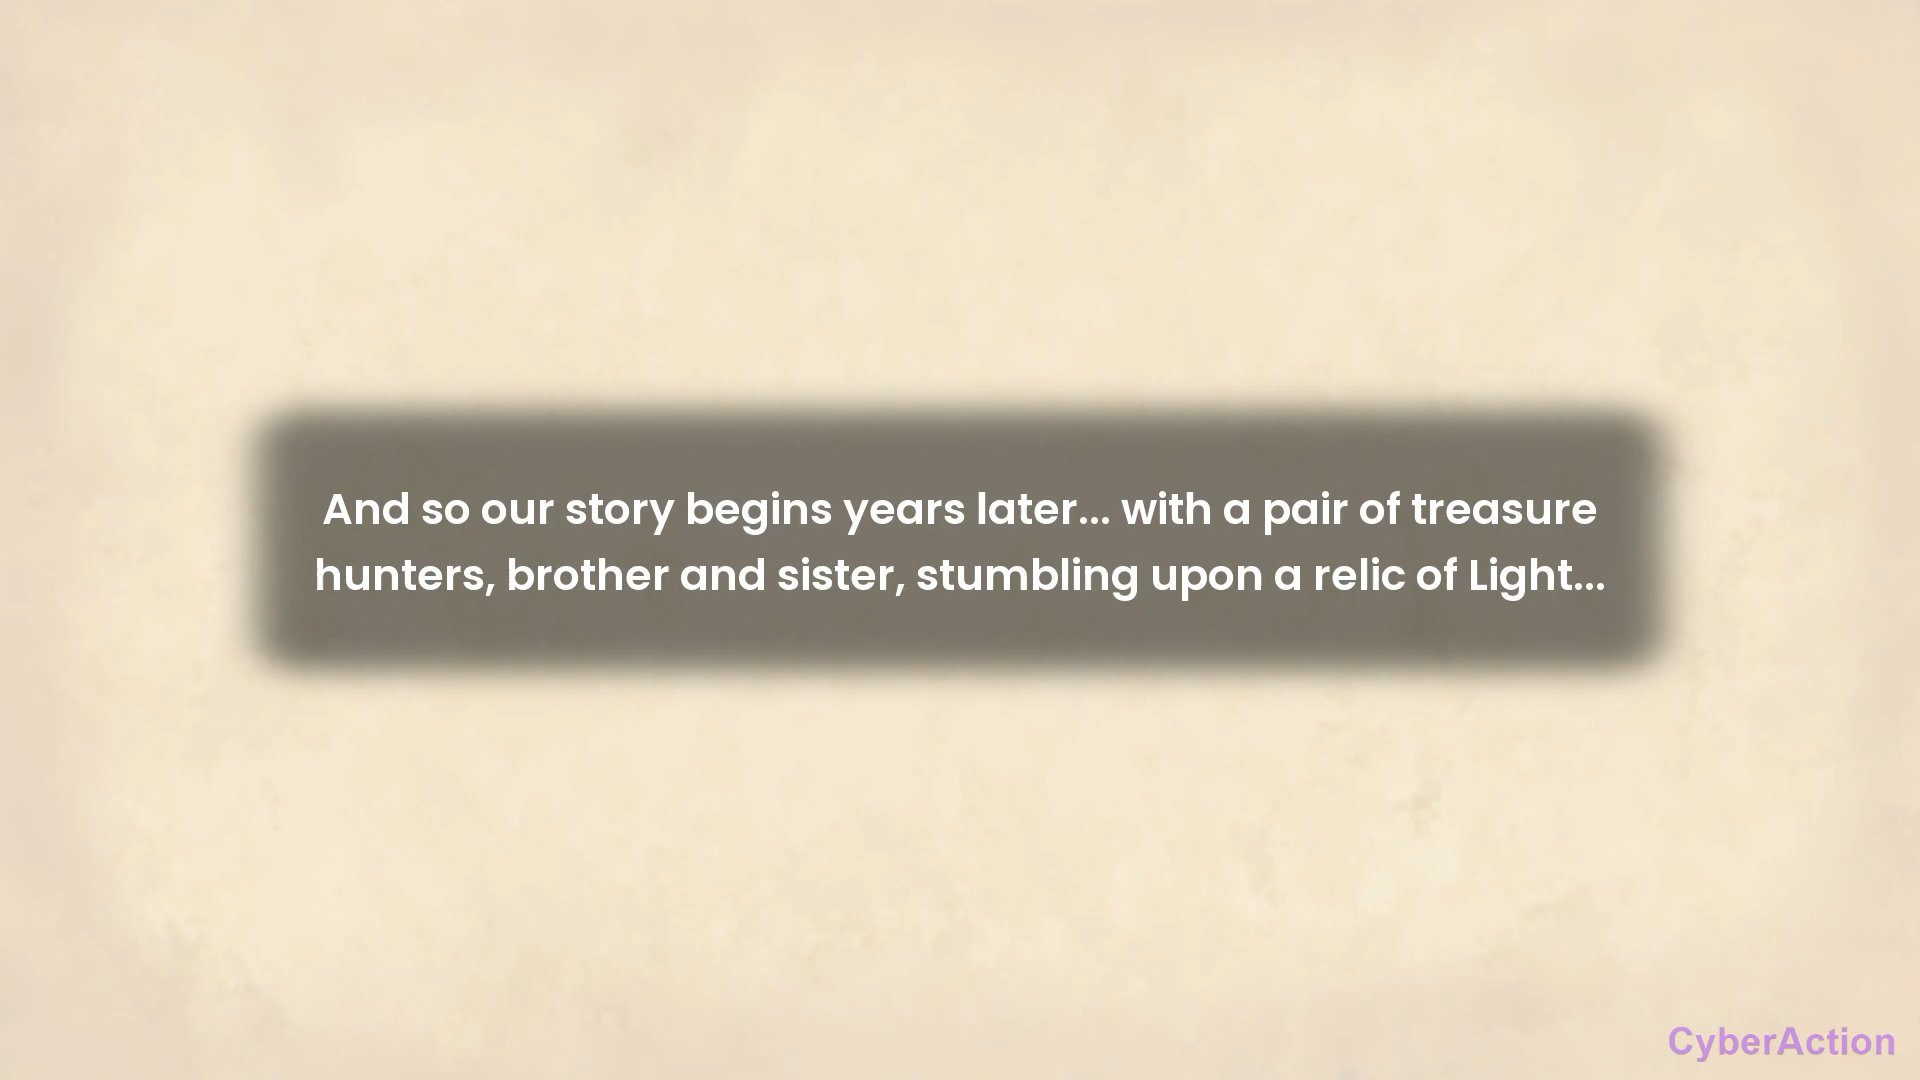 And so our story begins years later... with a pair of treasure
hunters, brother and sister, stumbling upon a relic of Light...
CyberAction